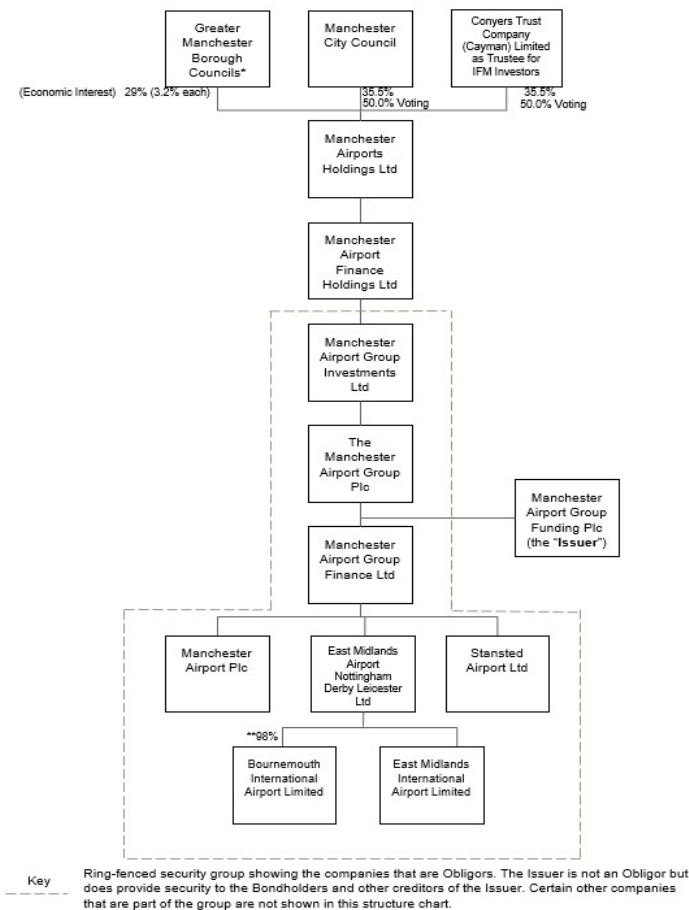 Greater
Manchester
Borough
Councils*
Manchester
City Council
Conyers Trust
Company
(Cayman) Limited
as Trustee for
IFM Investors
(Economic Interest) 29% (3.2% each)
35.5%
50.0% Voting
35.5%
50.0% Voting
Manchester
Airports
Holdings Ltd
Manchester
Airport
Finance
Holdings Ltd
Manchester
Airport Group
Investments
Ltd
The
Manchester
Airport Group
Plc
Manchester
Airport Group
Funding Plc
(the "Issuer")
Manchester
Airport Group
Finance Ltd
Manchester
Airport Plc
East Midlands
Airport
Nottingham
Derby Leicester
Ltd
Stansted
Airport Ltd
**98%
Bournemouth
International
Airport Limited
East Midlands
International
Airport Limited
Key
Ring-fenced security group showing the companies that are Obligors. The Issuer is not an Obligor but
does provide security to the Bondholders and other creditors of the Issuer. Certain other companies
that are part of the group are not shown in this structure chart.